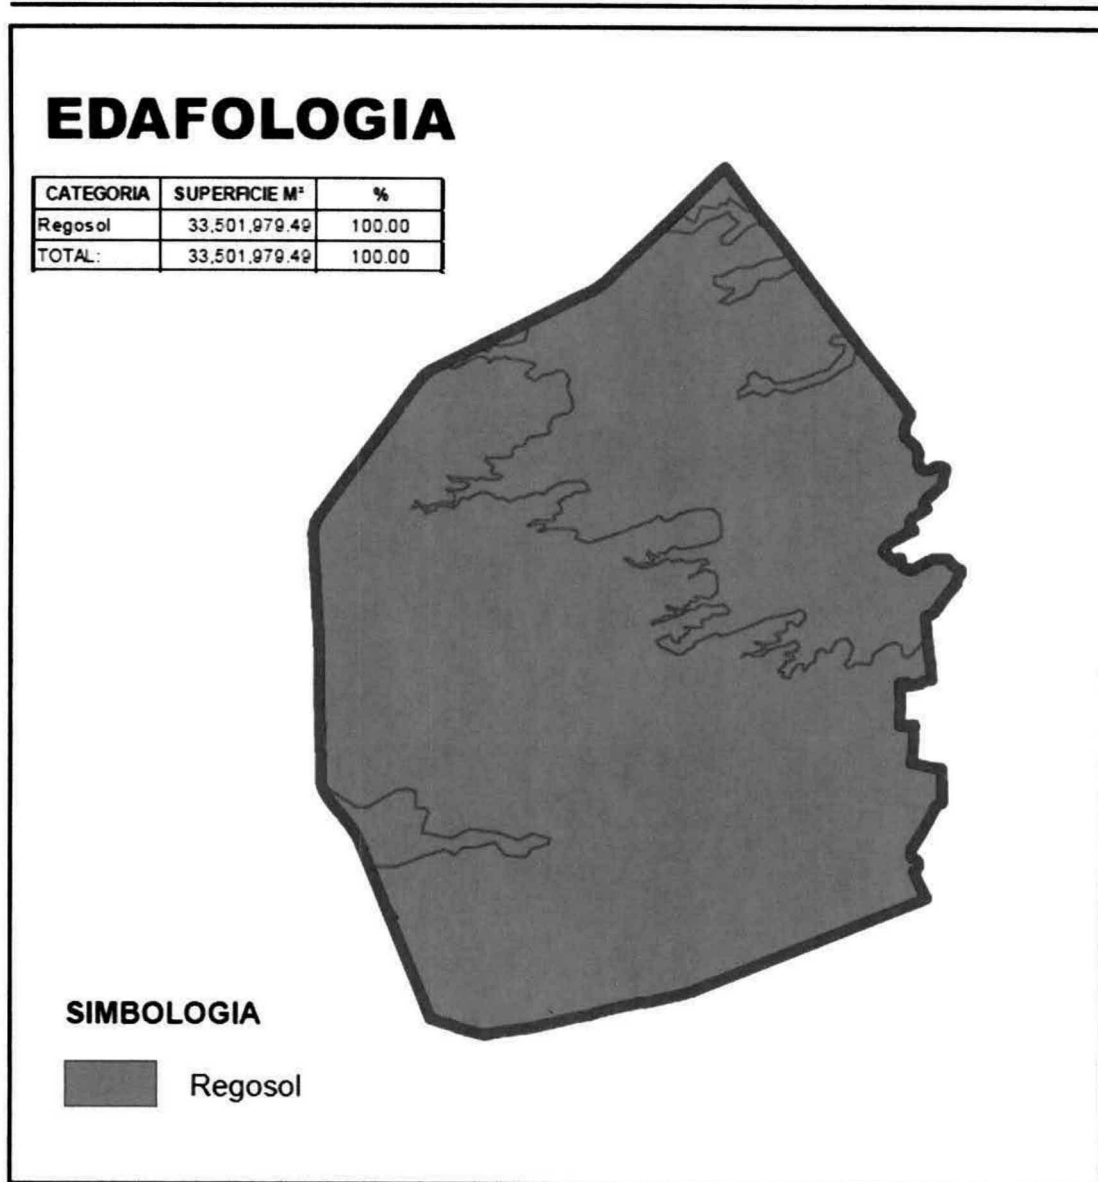 EDAFOLOGIA
CATEGORIA SUPERFICIE M² %
Regosol 33,501,979.49 100.00
TOTAL: 33,501,979.49 100.00
SIMBOLOGIA
Regosol